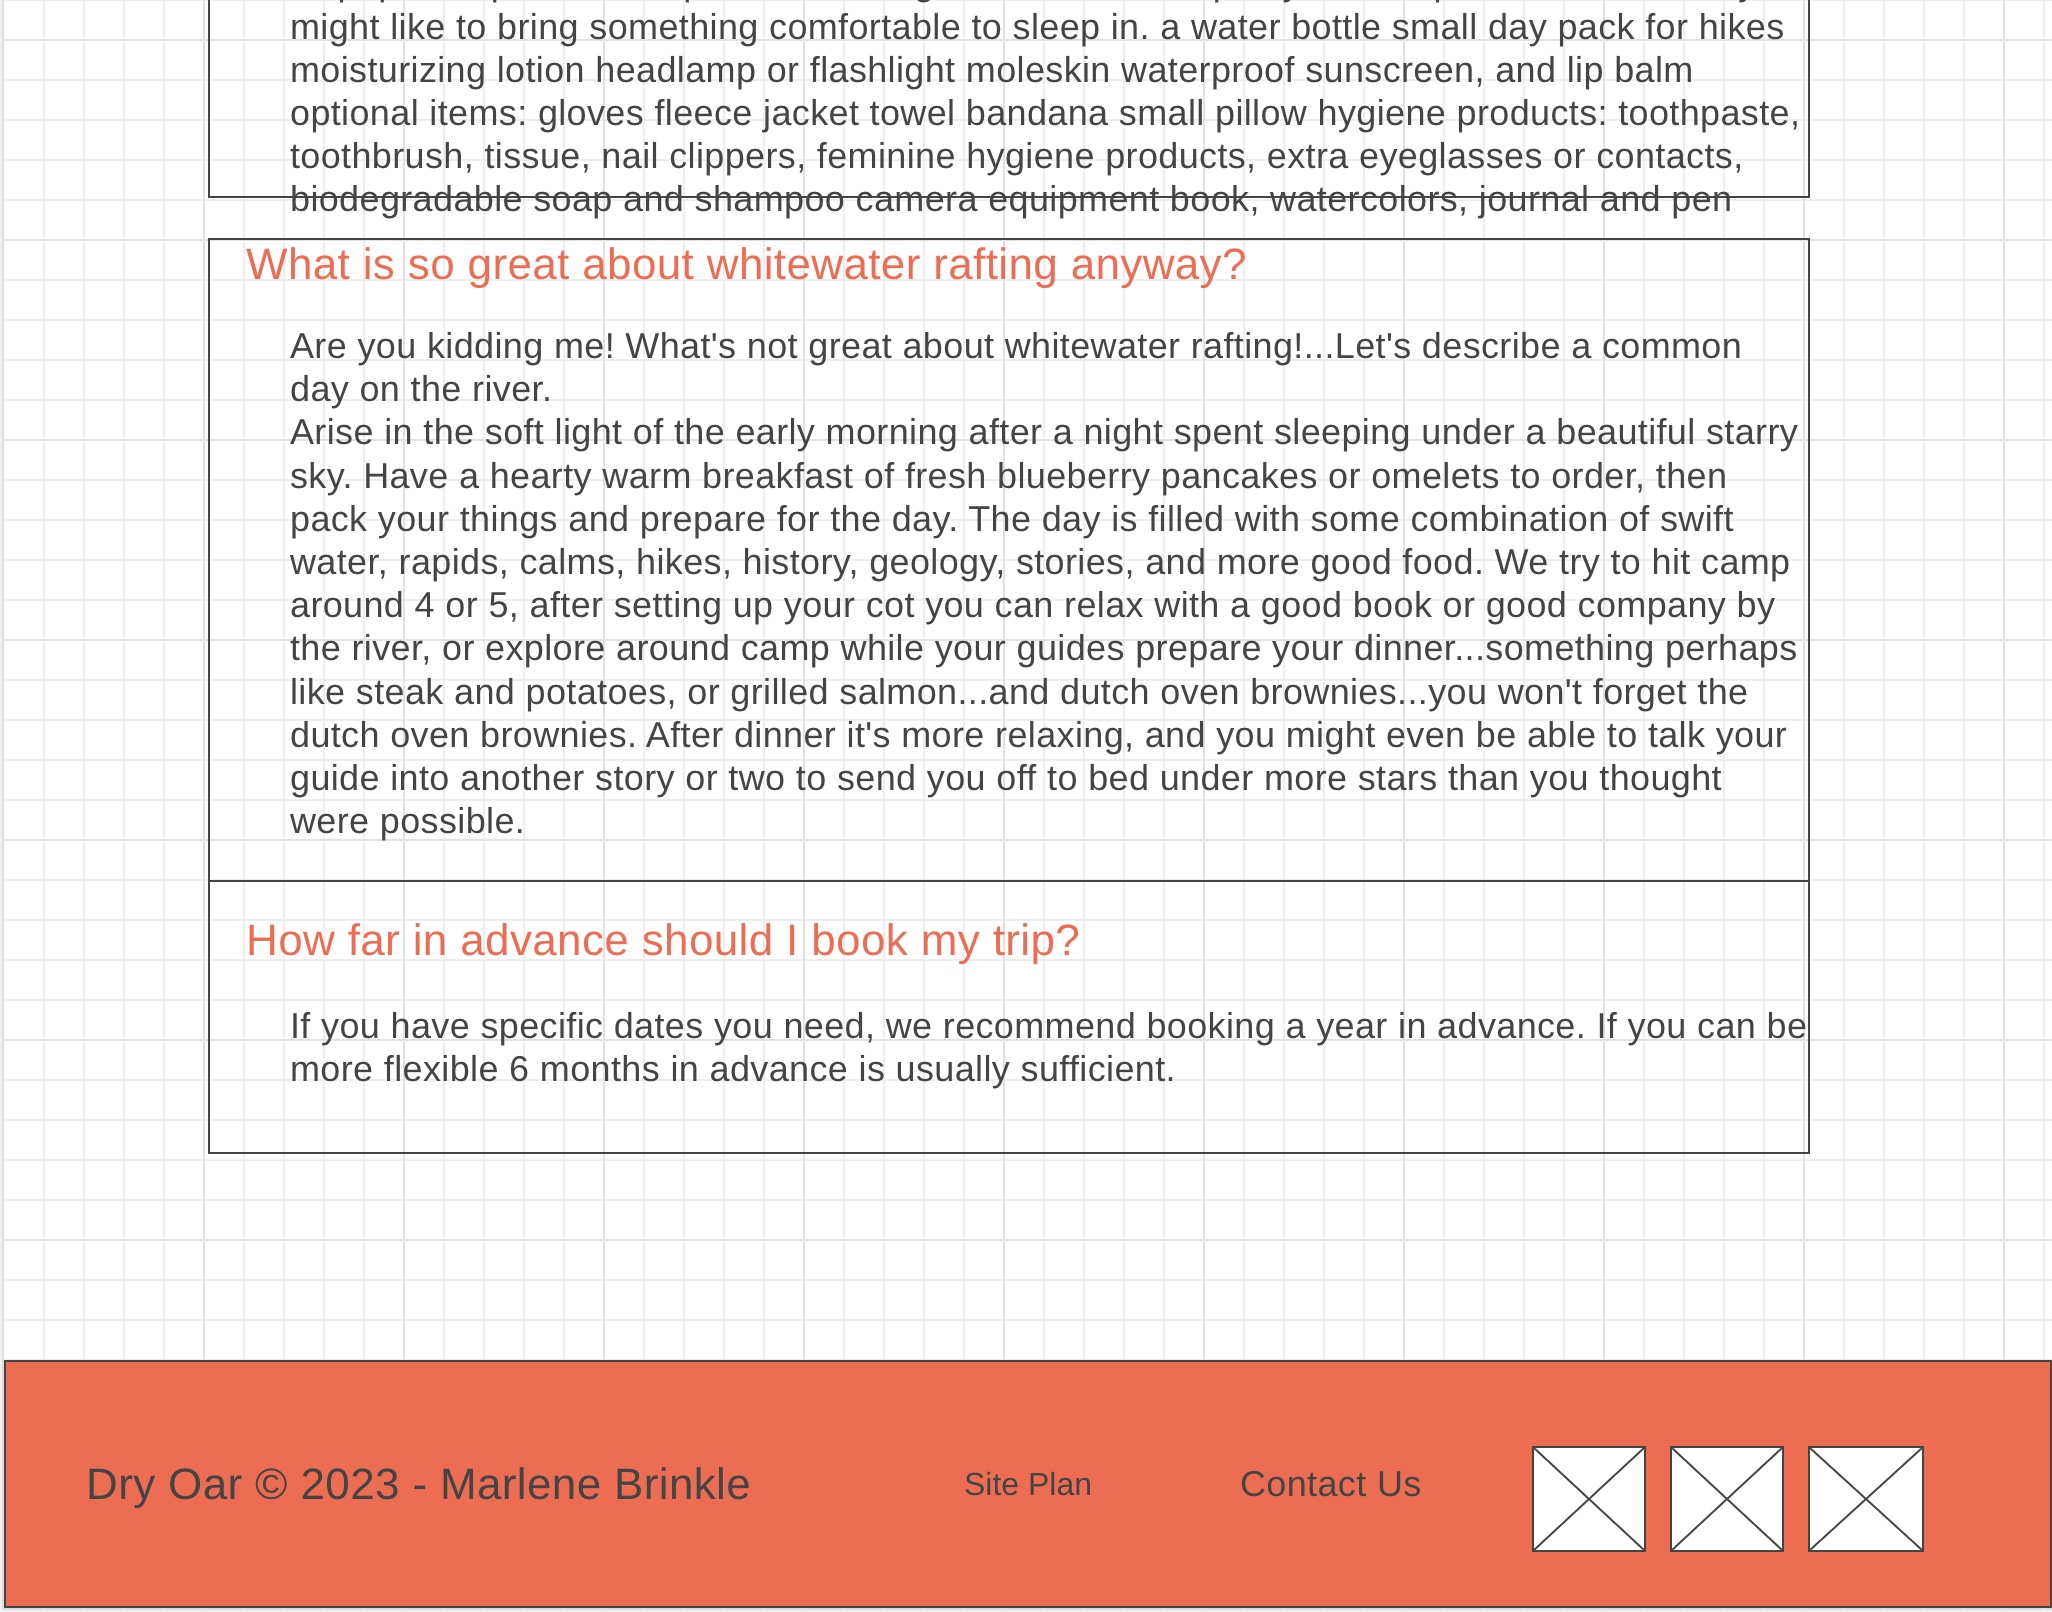 might like to bring something comfortable to sleep in. a water bottle small day pack for hikes
moisturizing lotion headlamp or flashlight moleskin waterproof sunscreen, and lip balm
optional items: gloves fleece jacket towel bandana small pillow hygiene products: toothpaste,
toothbrush, tissue, nail clippers, feminine hygiene products, extra eyeglasses or contacts,
biodegradable soap and shampoo camera equipment book, watercolors, journal and pen
What is so great about whitewater rafting anyway?
Are you kidding me! What's not great about whitewater rafting!...Let's describe a common
day on the river.
Arise in the soft light of the early morning after a night spent sleeping under a beautiful starry
sky. Have a hearty warm breakfast of fresh blueberry pancakes or omelets to order, then
pack your things and prepare for the day. The day is filled with some combination of swift
water, rapids, calms, hikes, history, geology, stories, and more good food. We try to hit camp
around 4 or 5, after setting up your cot you can relax with a good book or good company by
the river, or explore around camp while your guides prepare your dinner...something perhaps
like steak and potatoes, or grilled salmon...and dutch oven brownies...you won't forget the
dutch oven brownies. After dinner it's more relaxing, and you might even be able to talk your
guide into another story or two to send you off to bed under more stars than you thought
were possible.
How far in advance should I book my trip?
If you have specific dates you need, we recommend booking a year in advance. If you can be
more flexible 6 months in advance is usually sufficient.
Dry Oar © 2023 - Marlene Brinkle
Site Plan
Contact Us